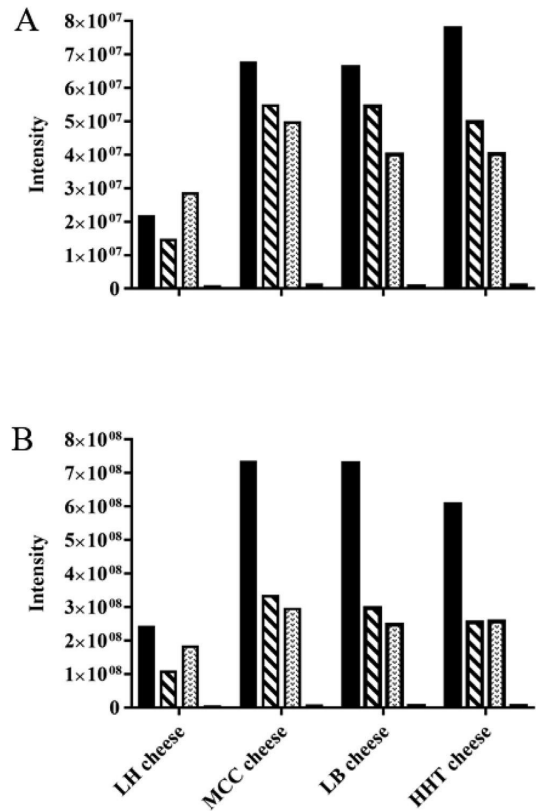 A
8×10⁰⁷
7×10⁰⁷
6×10⁰⁷
5×10⁰⁷
4×10⁰⁷
3×10⁰⁷
2×10⁰⁷
1×10⁰⁷
0
Intensity
B
8×10⁰⁸
7×10⁰⁸
6×10⁰⁸
5×10⁰⁸
4×10⁰⁸
3×10⁰⁸
2×10⁰⁸
1×10⁰⁸
0
Intensity
LH cheese
MCC cheese
LB cheese
HHT cheese